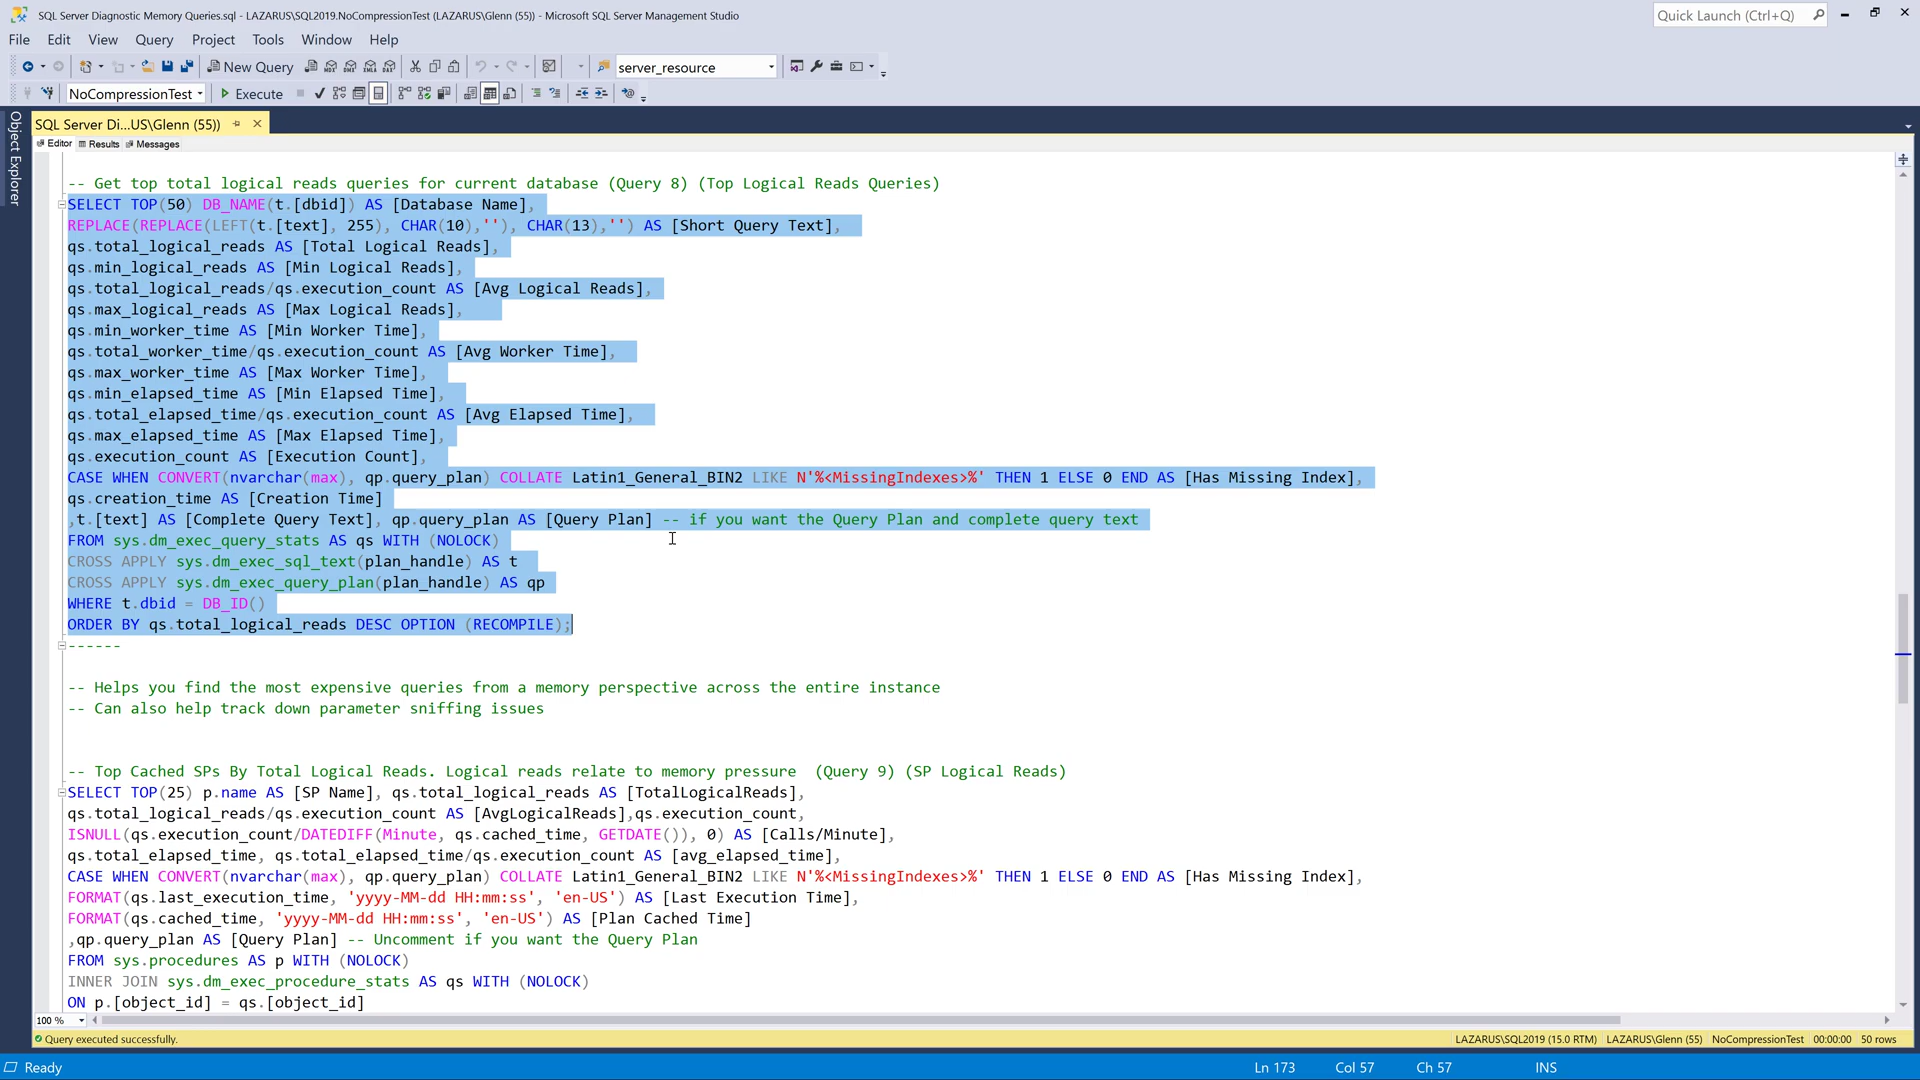 SQL Server Diagnostic Memory Queries.sql - LAZARUS\SQL2019.NoCompressionTest (LAZARUS\Glenn (55)) - Microsoft SQL Server Management Studio
Quick Launch (Ctrl+Q)
File Edit View Query Project Tools Window Help
New Query server_resource
NoCompressionTest Execute
Object Explorer
SQL Server Di...US\Glenn (55))
Editor Results Messages
-- Get top total logical reads queries for current database (Query 8) (Top Logical Reads Queries)
SELECT TOP(50) DB_NAME(t.[dbid]) AS [Database Name],
REPLACE(REPLACE(LEFT(t.[text], 255), CHAR(10),''), CHAR(13),'') AS [Short Query Text],
qs.total_logical_reads AS [Total Logical Reads],
qs.min_logical_reads AS [Min Logical Reads],
qs.total_logical_reads/qs.execution_count AS [Avg Logical Reads],
qs.max_logical_reads AS [Max Logical Reads],
qs.min_worker_time AS [Min Worker Time],
qs.total_worker_time/qs.execution_count AS [Avg Worker Time],
qs.max_worker_time AS [Max Worker Time],
qs.min_elapsed_time AS [Min Elapsed Time],
qs.total_elapsed_time/qs.execution_count AS [Avg Elapsed Time],
qs.max_elapsed_time AS [Max Elapsed Time],
qs.execution_count AS [Execution Count],
CASE WHEN CONVERT(nvarchar(max), qp.query_plan) COLLATE Latin1_General_BIN2 LIKE N'%<MissingIndexes>%' THEN 1 ELSE 0 END AS [Has Missing Index],
qs.creation_time AS [Creation Time]
,t.[text] AS [Complete Query Text], qp.query_plan AS [Query Plan] -- if you want the Query Plan and complete query text
FROM sys.dm_exec_query_stats AS qs WITH (NOLOCK)
CROSS APPLY sys.dm_exec_sql_text(plan_handle) AS t
CROSS APPLY sys.dm_exec_query_plan(plan_handle) AS qp
WHERE t.dbid = DB_ID()
ORDER BY qs.total_logical_reads DESC OPTION (RECOMPILE);
------
-- Helps you find the most expensive queries from a memory perspective across the entire instance
-- Can also help track down parameter sniffing issues
-- Top Cached SPs By Total Logical Reads. Logical reads relate to memory pressure  (Query 9) (SP Logical Reads)
SELECT TOP(25) p.name AS [SP Name], qs.total_logical_reads AS [TotalLogicalReads],
qs.total_logical_reads/qs.execution_count AS [AvgLogicalReads],qs.execution_count,
ISNULL(qs.execution_count/DATEDIFF(Minute, qs.cached_time, GETDATE()), 0) AS [Calls/Minute],
qs.total_elapsed_time, qs.total_elapsed_time/qs.execution_count AS [avg_elapsed_time],
CASE WHEN CONVERT(nvarchar(max), qp.query_plan) COLLATE Latin1_General_BIN2 LIKE N'%<MissingIndexes>%' THEN 1 ELSE 0 END AS [Has Missing Index],
FORMAT(qs.last_execution_time, 'yyyy-MM-dd HH:mm:ss', 'en-US') AS [Last Execution Time],
FORMAT(qs.cached_time, 'yyyy-MM-dd HH:mm:ss', 'en-US') AS [Plan Cached Time]
,qp.query_plan AS [Query Plan] -- Uncomment if you want the Query Plan
FROM sys.procedures AS p WITH (NOLOCK)
INNER JOIN sys.dm_exec_procedure_stats AS qs WITH (NOLOCK)
ON p.[object_id] = qs.[object_id]
100 %
Query executed successfully. LAZARUS\SQL2019 (15.0 RTM) LAZARUS\Glenn (55) NoCompressionTest 00:00:00 50 rows
Ready Ln 173 Col 57 Ch 57 INS